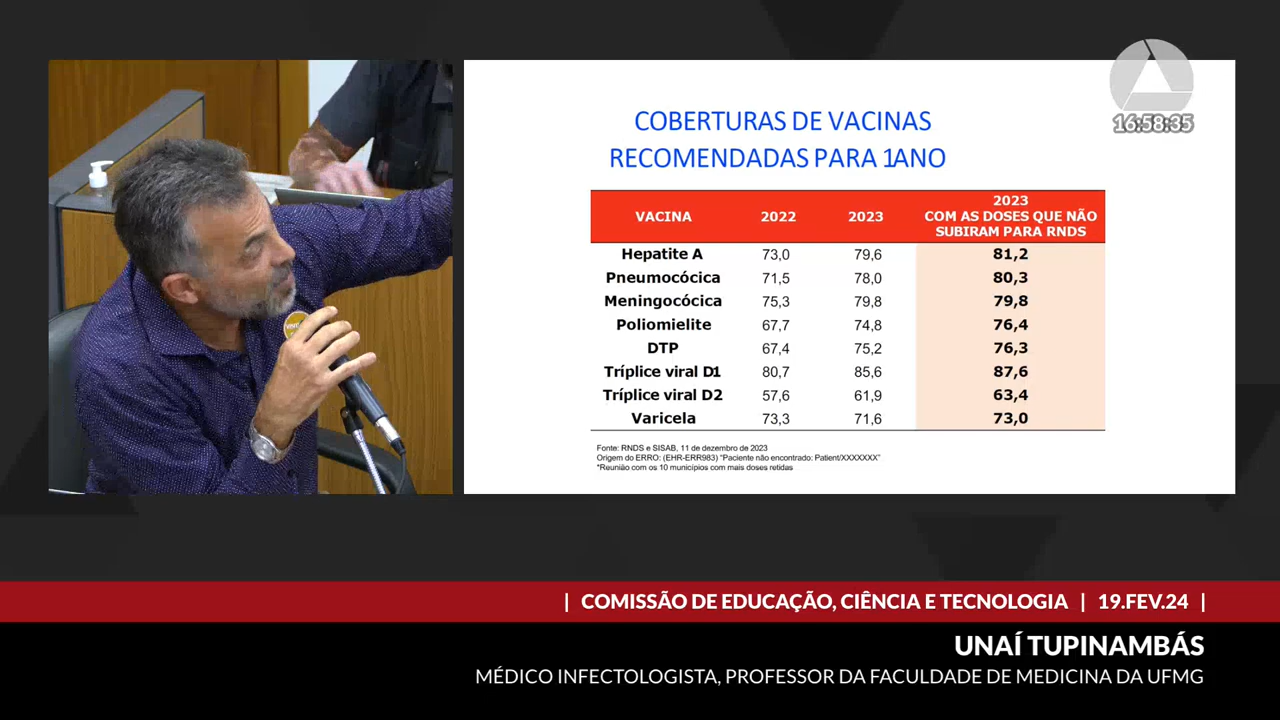 16:58:35
COBERTURAS DE VACINAS
RECOMENDADAS PARA 1ANO
VACINA 2022 2023 2023 COM AS DOSES QUE NÃO SUBIRAM PARA RNDS
Hepatite A 73,0 79,6 81,2
Pneumocócica 71,5 78,0 80,3
Meningocócica 75,3 79,8 79,8
Poliomielite 67,7 74,8 76,4
DTP 67,4 75,2 76,3
Tríplice viral D1 80,7 85,6 87,6
Tríplice viral D2 57,6 61,9 63,4
Varicela 73,3 71,6 73,0
Fonte: RNDS e SISAB, 11 de dezembro de 2023
Origem do ERRO: (EHR-ERR983) "Paciente não encontrado: Patient/XXXXXXX"
*Reunião com os 10 municípios com mais doses retidas
| COMISSÃO DE EDUCAÇÃO, CIÊNCIA E TECNOLOGIA | 19.FEV.24 |
UNAÍ TUPINAMBÁS
MÉDICO INFECTOLOGISTA, PROFESSOR DA FACULDADE DE MEDICINA DA UFMG